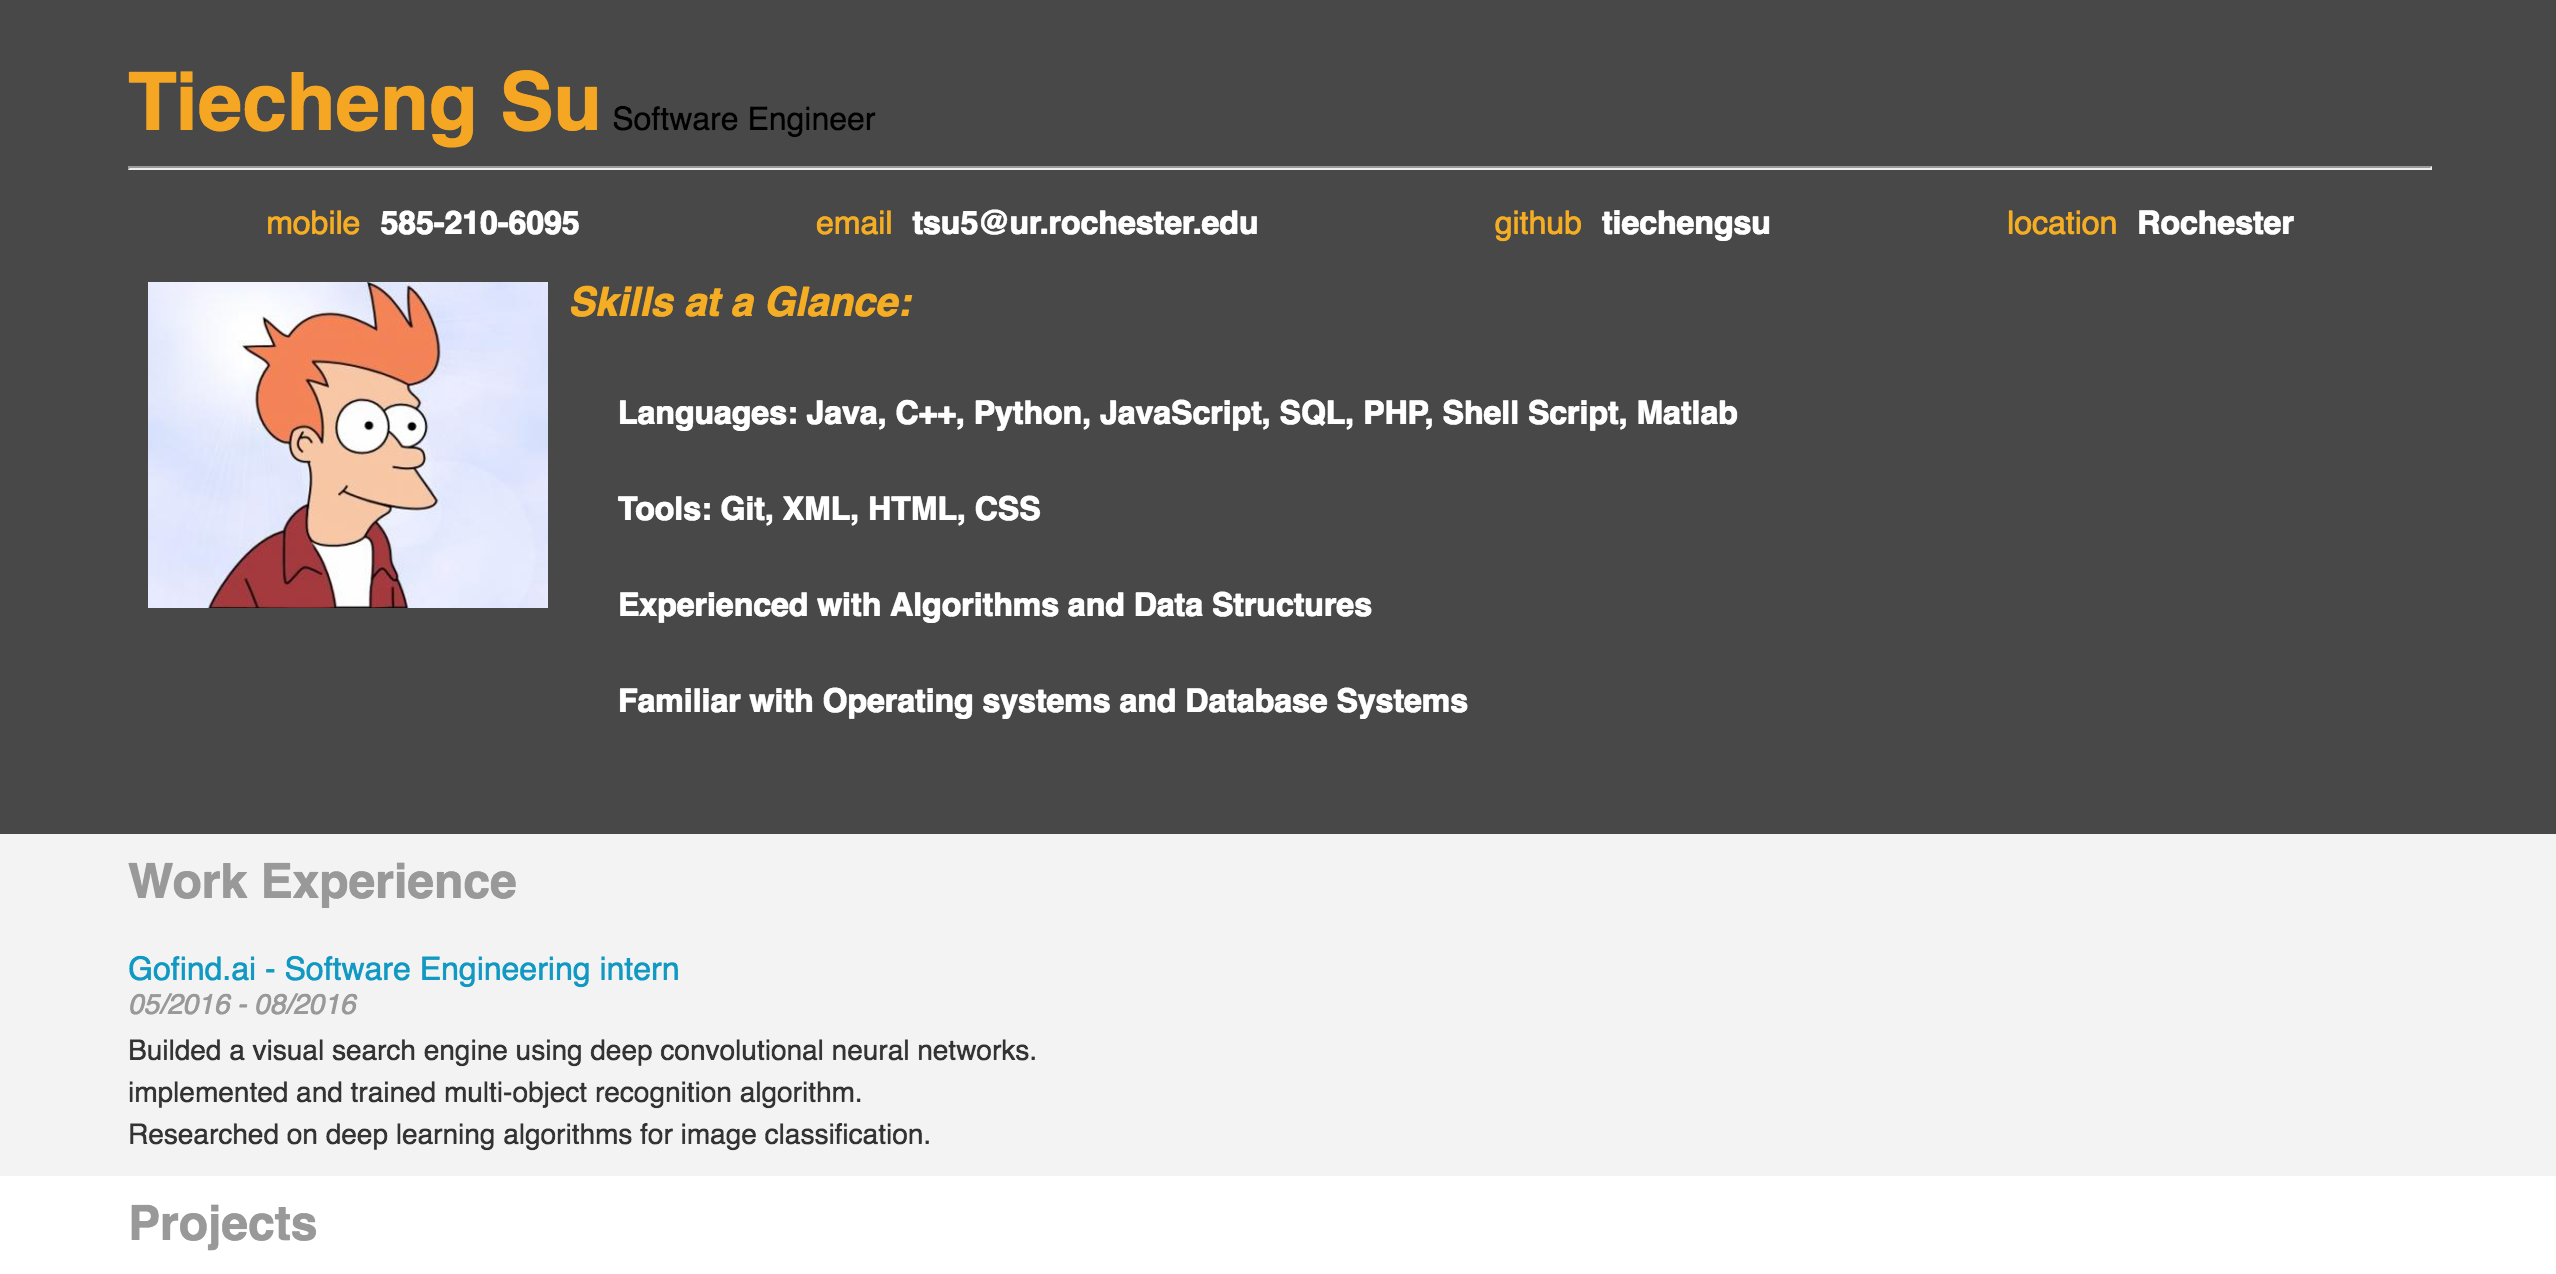 Tiecheng Su Software Engineer
mobile 585-210-6095 email tsu5@ur.rochester.edu github tiechengsu location Rochester
Skills at a Glance:
Languages: Java, C++, Python, JavaScript, SQL, PHP, Shell Script, Matlab
Tools: Git, XML, HTML, CSS
Experienced with Algorithms and Data Structures
Familiar with Operating systems and Database Systems
Work Experience
Gofind.ai - Software Engineering intern
05/2016 - 08/2016
Builded a visual search engine using deep convolutional neural networks.
implemented and trained multi-object recognition algorithm.
Researched on deep learning algorithms for image classification.
Projects